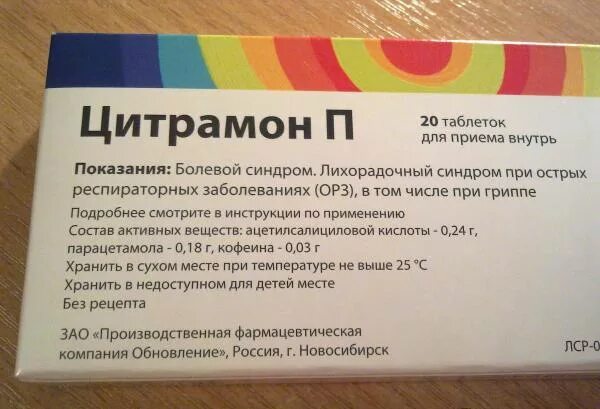 Цитрамон П
20 таблеток
для приема внутрь
Показания: Болевой синдром. Лихорадочный синдром при острых
респираторных заболеваниях (ОРЗ), в том числе при гриппе
Подробнее смотрите в инструкции по применению
Состав активных веществ: ацетилсалициловой кислоты - 0,24 г,
парацетамола - 0,18 г, кофеина - 0,03 г
Хранить в сухом месте при температуре не выше 25 °С
Хранить в недоступном для детей месте
Без рецепта
ЗАО «Производственная фармацевтическая
компания Обновление», Россия, г. Новосибирск
ЛСР-0